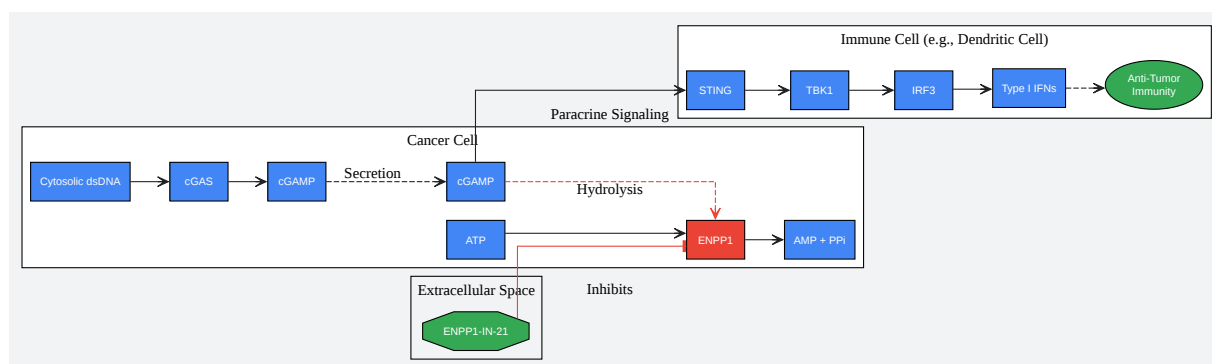 Immune Cell (e.g., Dendritic Cell)
STING
TBK1
IRF3
Type I IFNs
Anti-Tumor
Immunity
Paracrine Signaling
Cancer Cell
Cytosolic dsDNA
cGAS
cGAMP
Secretion
cGAMP
Hydrolysis
ATP
ENPP1
AMP + PPi
Extracellular Space
Inhibits
ENPP1-IN-21